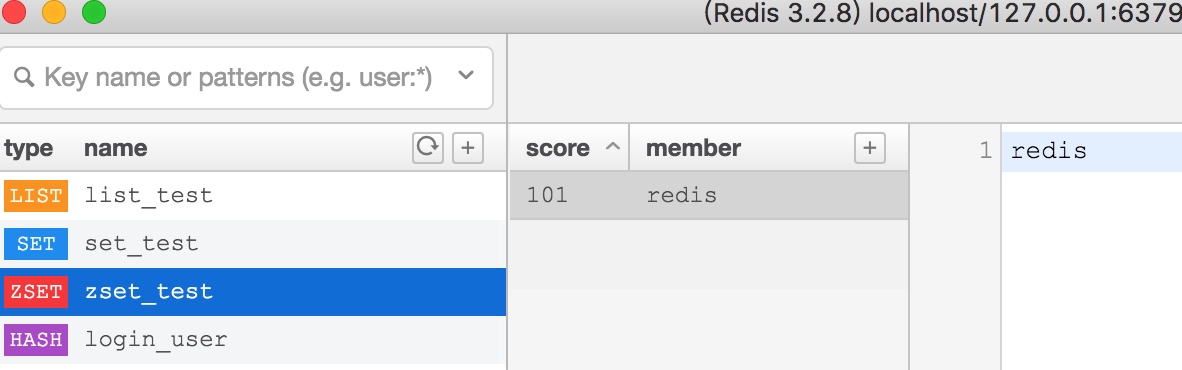 (Redis 3.2.8) localhost/127.0.0.1:6379
Key name or patterns (e.g. user:*)
type name + score member +
LIST list_test 101 redis 1 redis
SET set_test
ZSET zset_test
HASH login_user